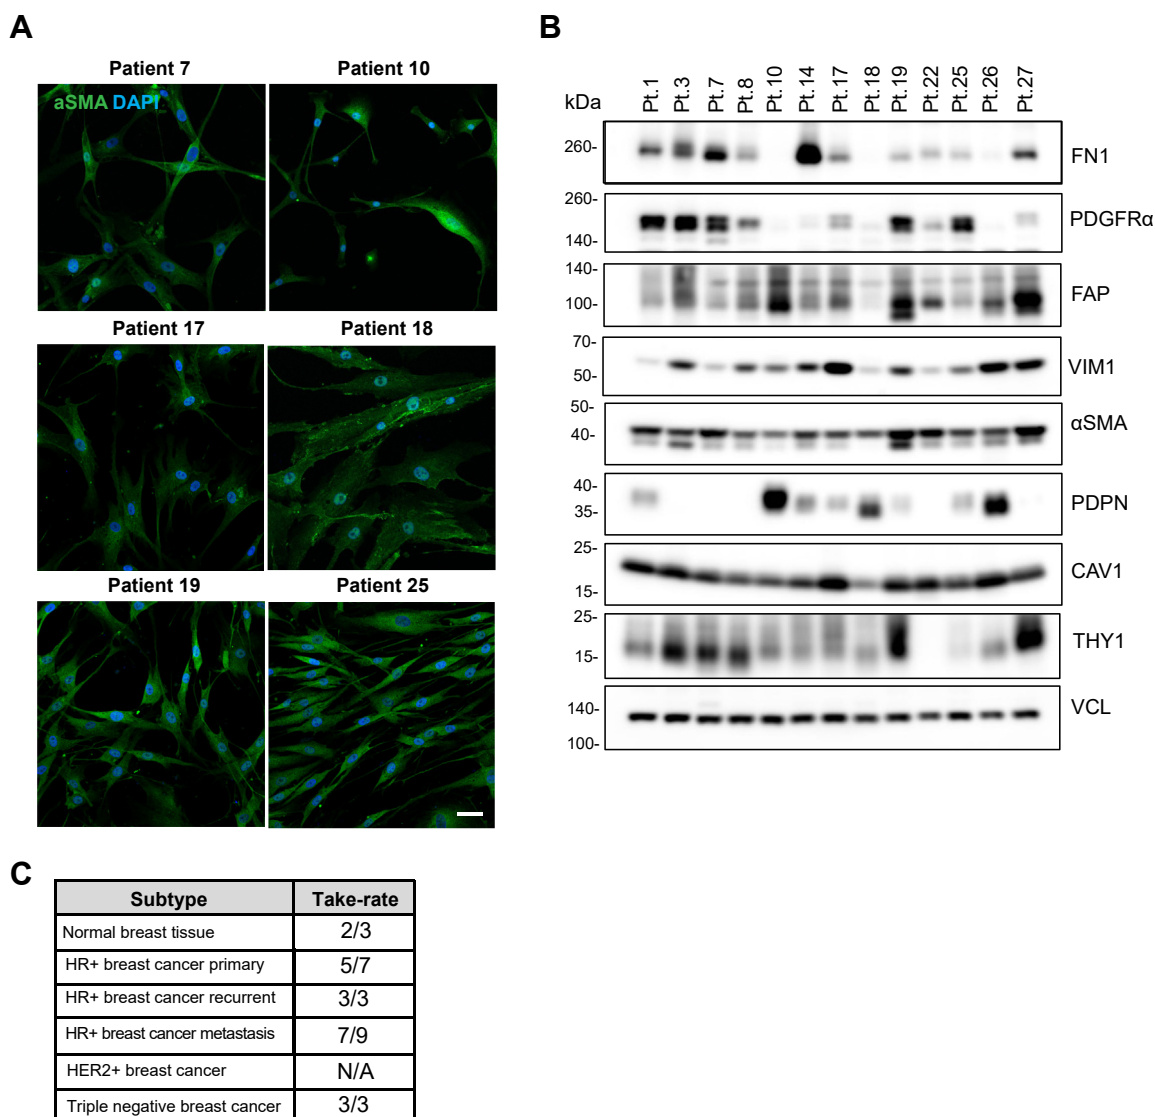 A
Patient 7
Patient 10
aSMA DAPI
Patient 17
Patient 18
Patient 19
Patient 25
B
kDa
Pt.1
Pt.3
Pt.7
Pt.8
Pt.10
Pt.14
Pt.17
Pt.18
Pt.19
Pt.22
Pt.25
Pt.26
Pt.27
260-
FN1
260-
140-
PDGFRα
140-
100-
FAP
70-
50-
VIM1
50-
40-
αSMA
40-
35-
PDPN
25-
15-
CAV1
25-
15-
THY1
140-
100-
VCL
C
Subtype Take-rate
Normal breast tissue 2/3
HR+ breast cancer primary 5/7
HR+ breast cancer recurrent 3/3
HR+ breast cancer metastasis 7/9
HER2+ breast cancer N/A
Triple negative breast cancer 3/3